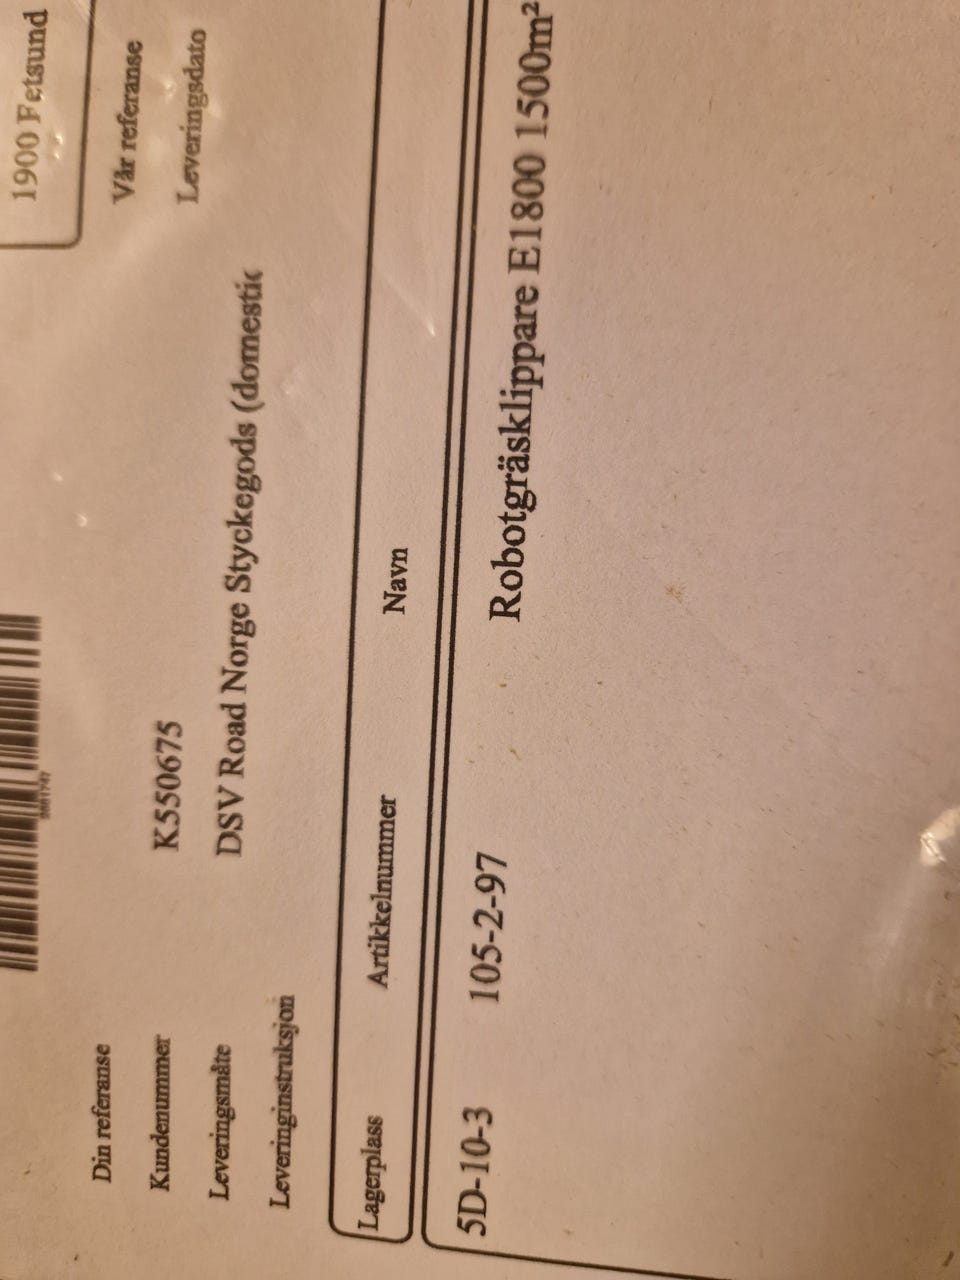 1900 Fetsund
Din referanse
Vår referanse
Kundenummer K550675
Leveringsdato
Leveringsmåte DSV Road Norge Styckegods (domestic
Leveringinstruksjon
Lagerplass Artikkelnummer Navn
5D-10-3 105-2-97 Robotgräsklippare E1800 1500m²